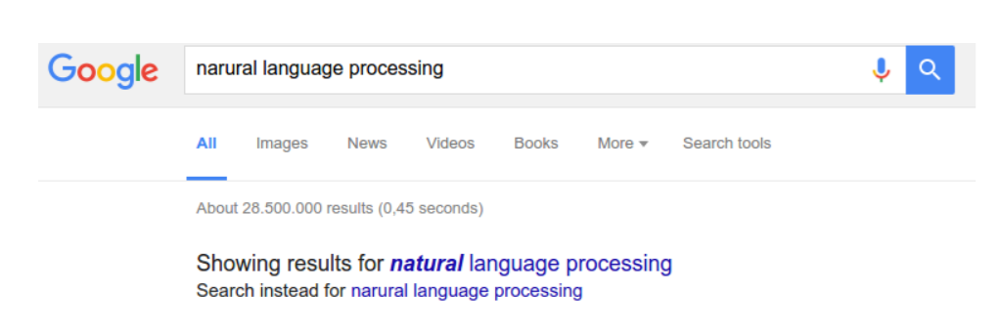 Google narural language processing
All Images News Videos Books More Search tools
About 28.500.000 results (0,45 seconds)
Showing results for natural language processing
Search instead for narural language processing